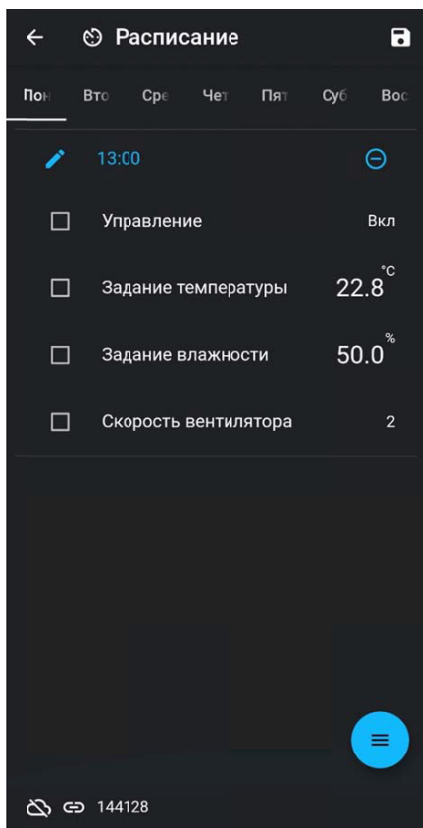 Расписание
Пон Вто Сре Чет Пят Суб Вос
13:00
Управление Вкл
Задание температуры 22.8 °C
Задание влажности 50.0 %
Скорость вентилятора 2
144128